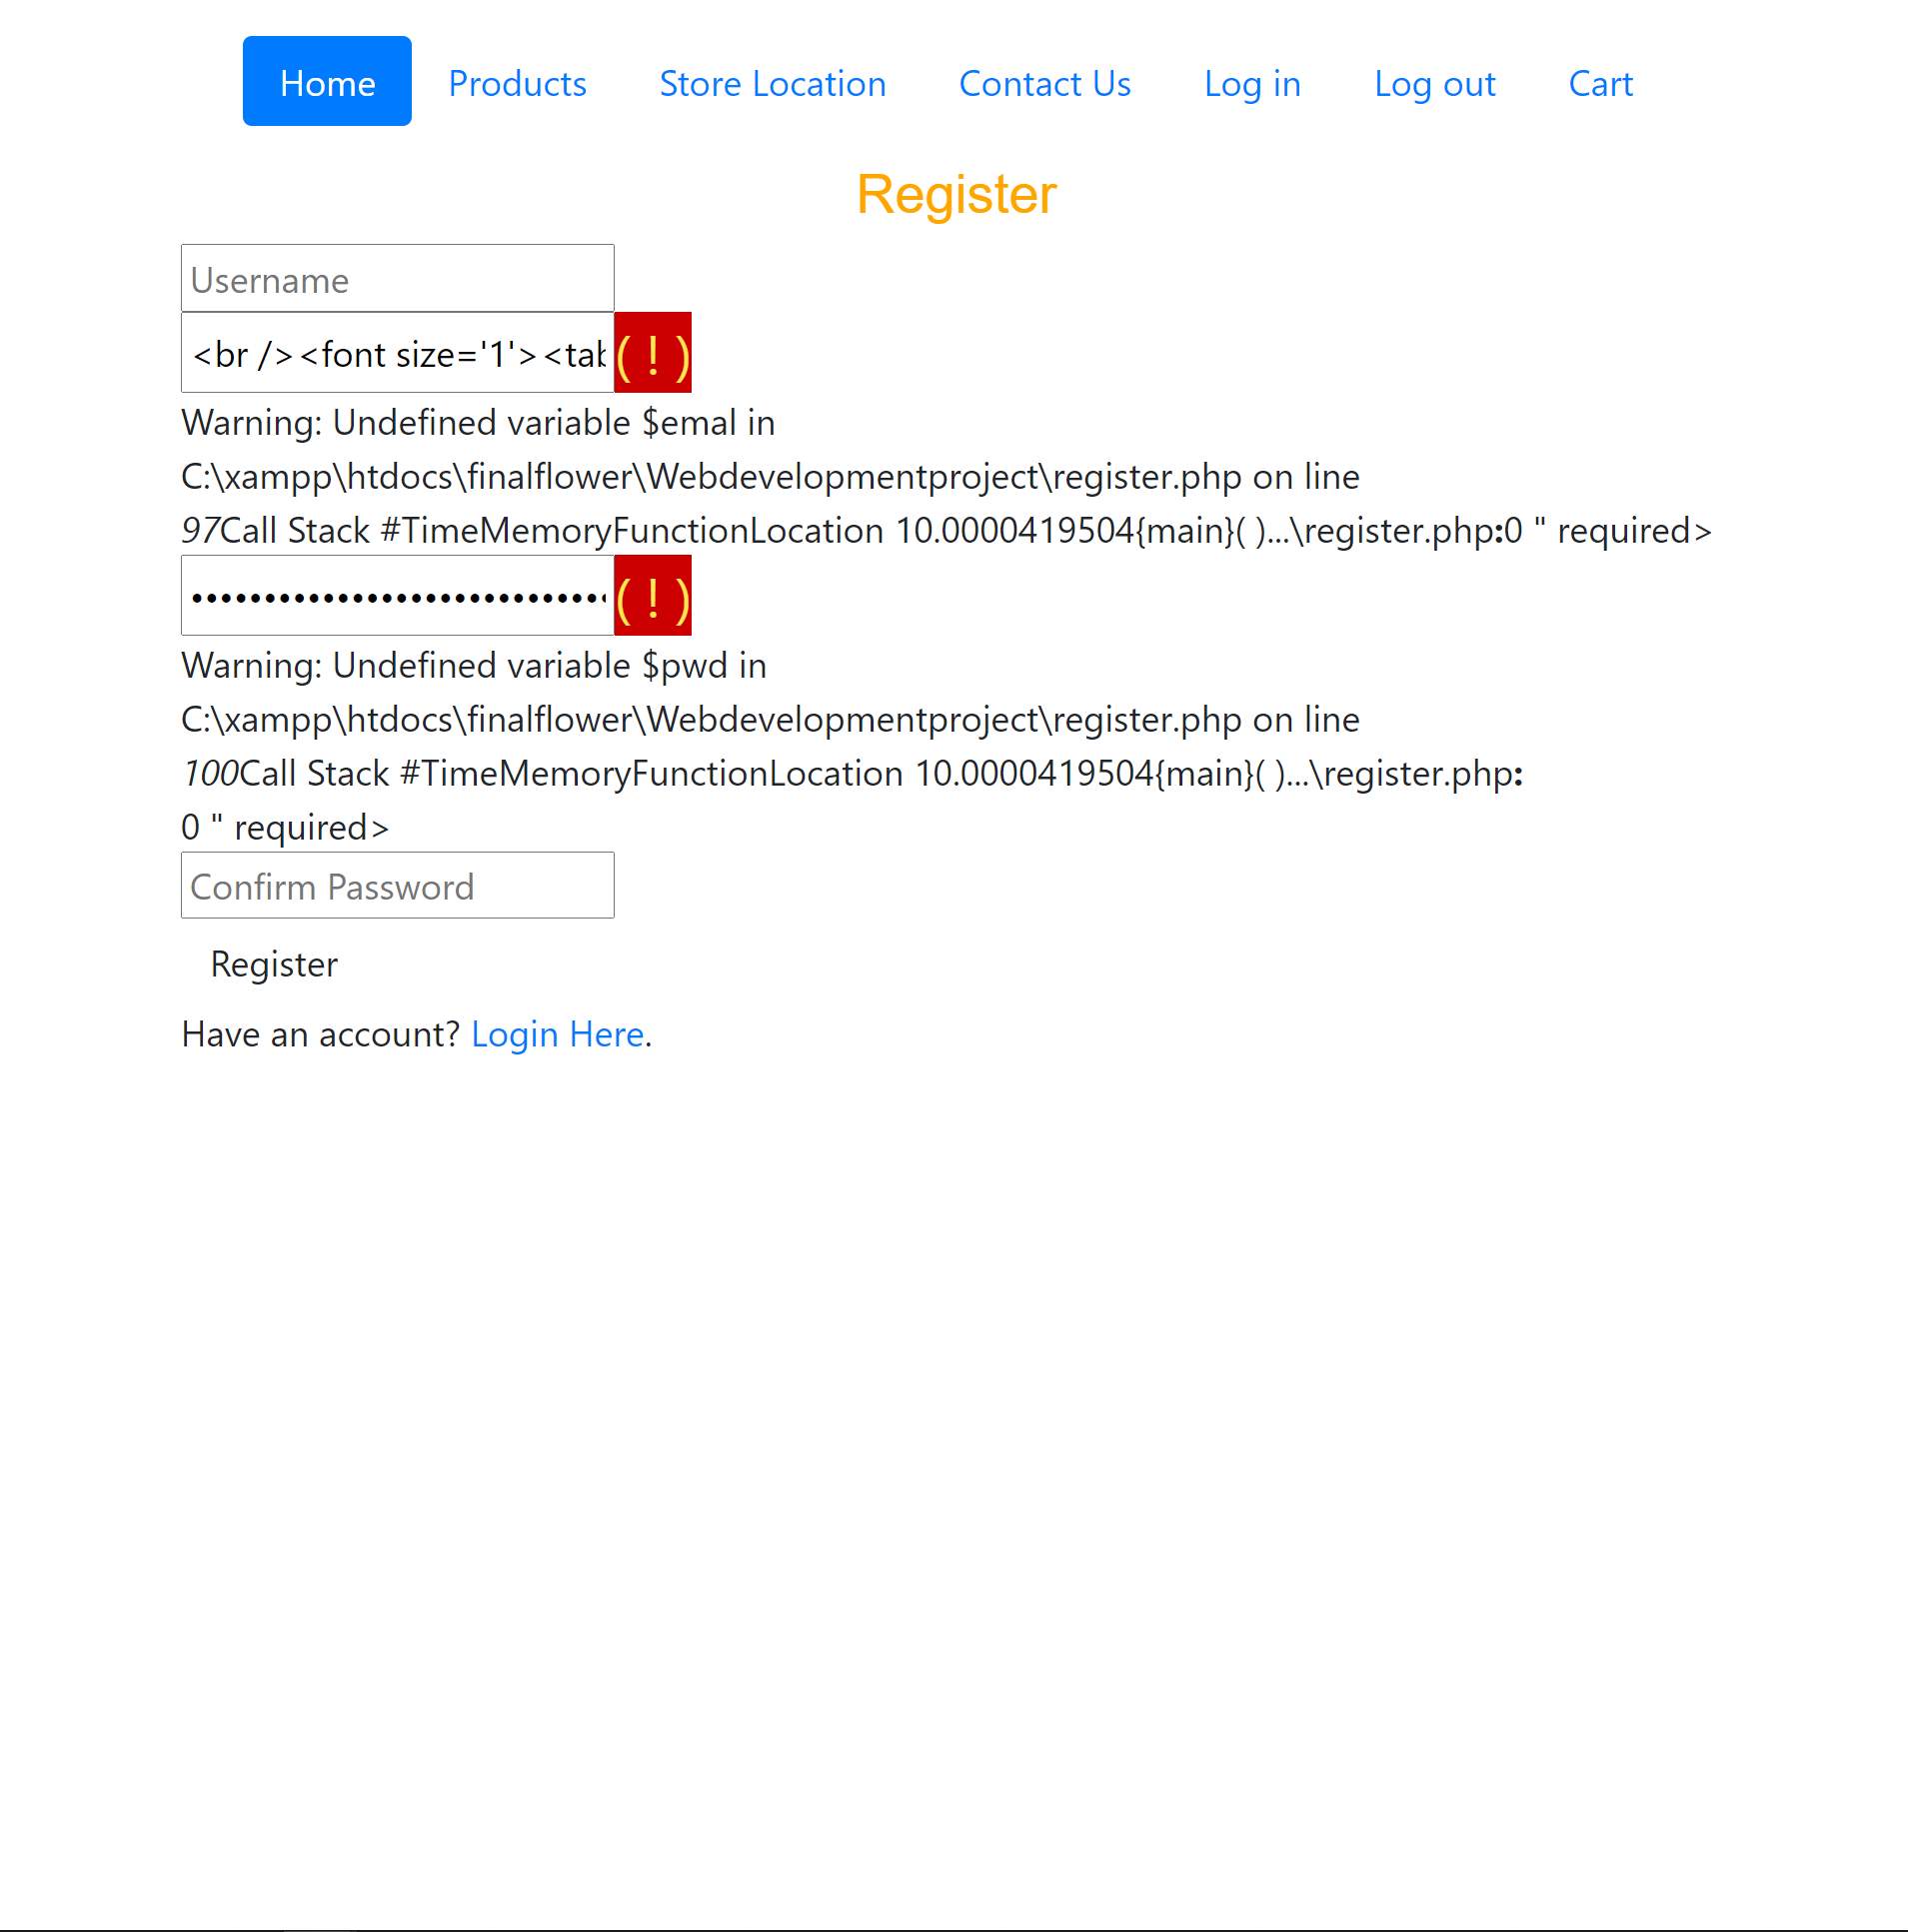 Home Products Store Location Contact Us Log in Log out Cart
Register
Username
<br /><font size='1'><tab
( ! )
Warning: Undefined variable $emal in
C:\xampp\htdocs\finalflower\Webdevelopmentproject\register.php on line
97Call Stack #TimeMemoryFunctionLocation 10.0000419504{main}( )...\register.php:0 " required>
••••••••••••••••••••••••••••• ( ! )
Warning: Undefined variable $pwd in
C:\xampp\htdocs\finalflower\Webdevelopmentproject\register.php on line
100Call Stack #TimeMemoryFunctionLocation 10.0000419504{main}( )...\register.php:
0 " required>
Confirm Password
Register
Have an account? Login Here.